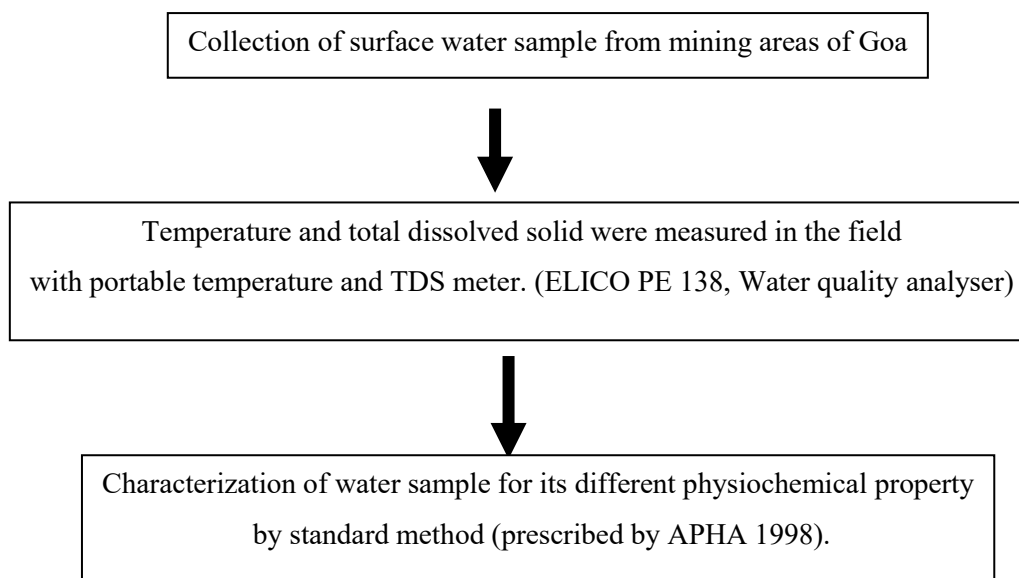 Collection of surface water sample from mining areas of Goa
Temperature and total dissolved solid were measured in the field
with portable temperature and TDS meter. (ELICO PE 138, Water quality analyser)
Characterization of water sample for its different physiochemical property
by standard method (prescribed by APHA 1998).